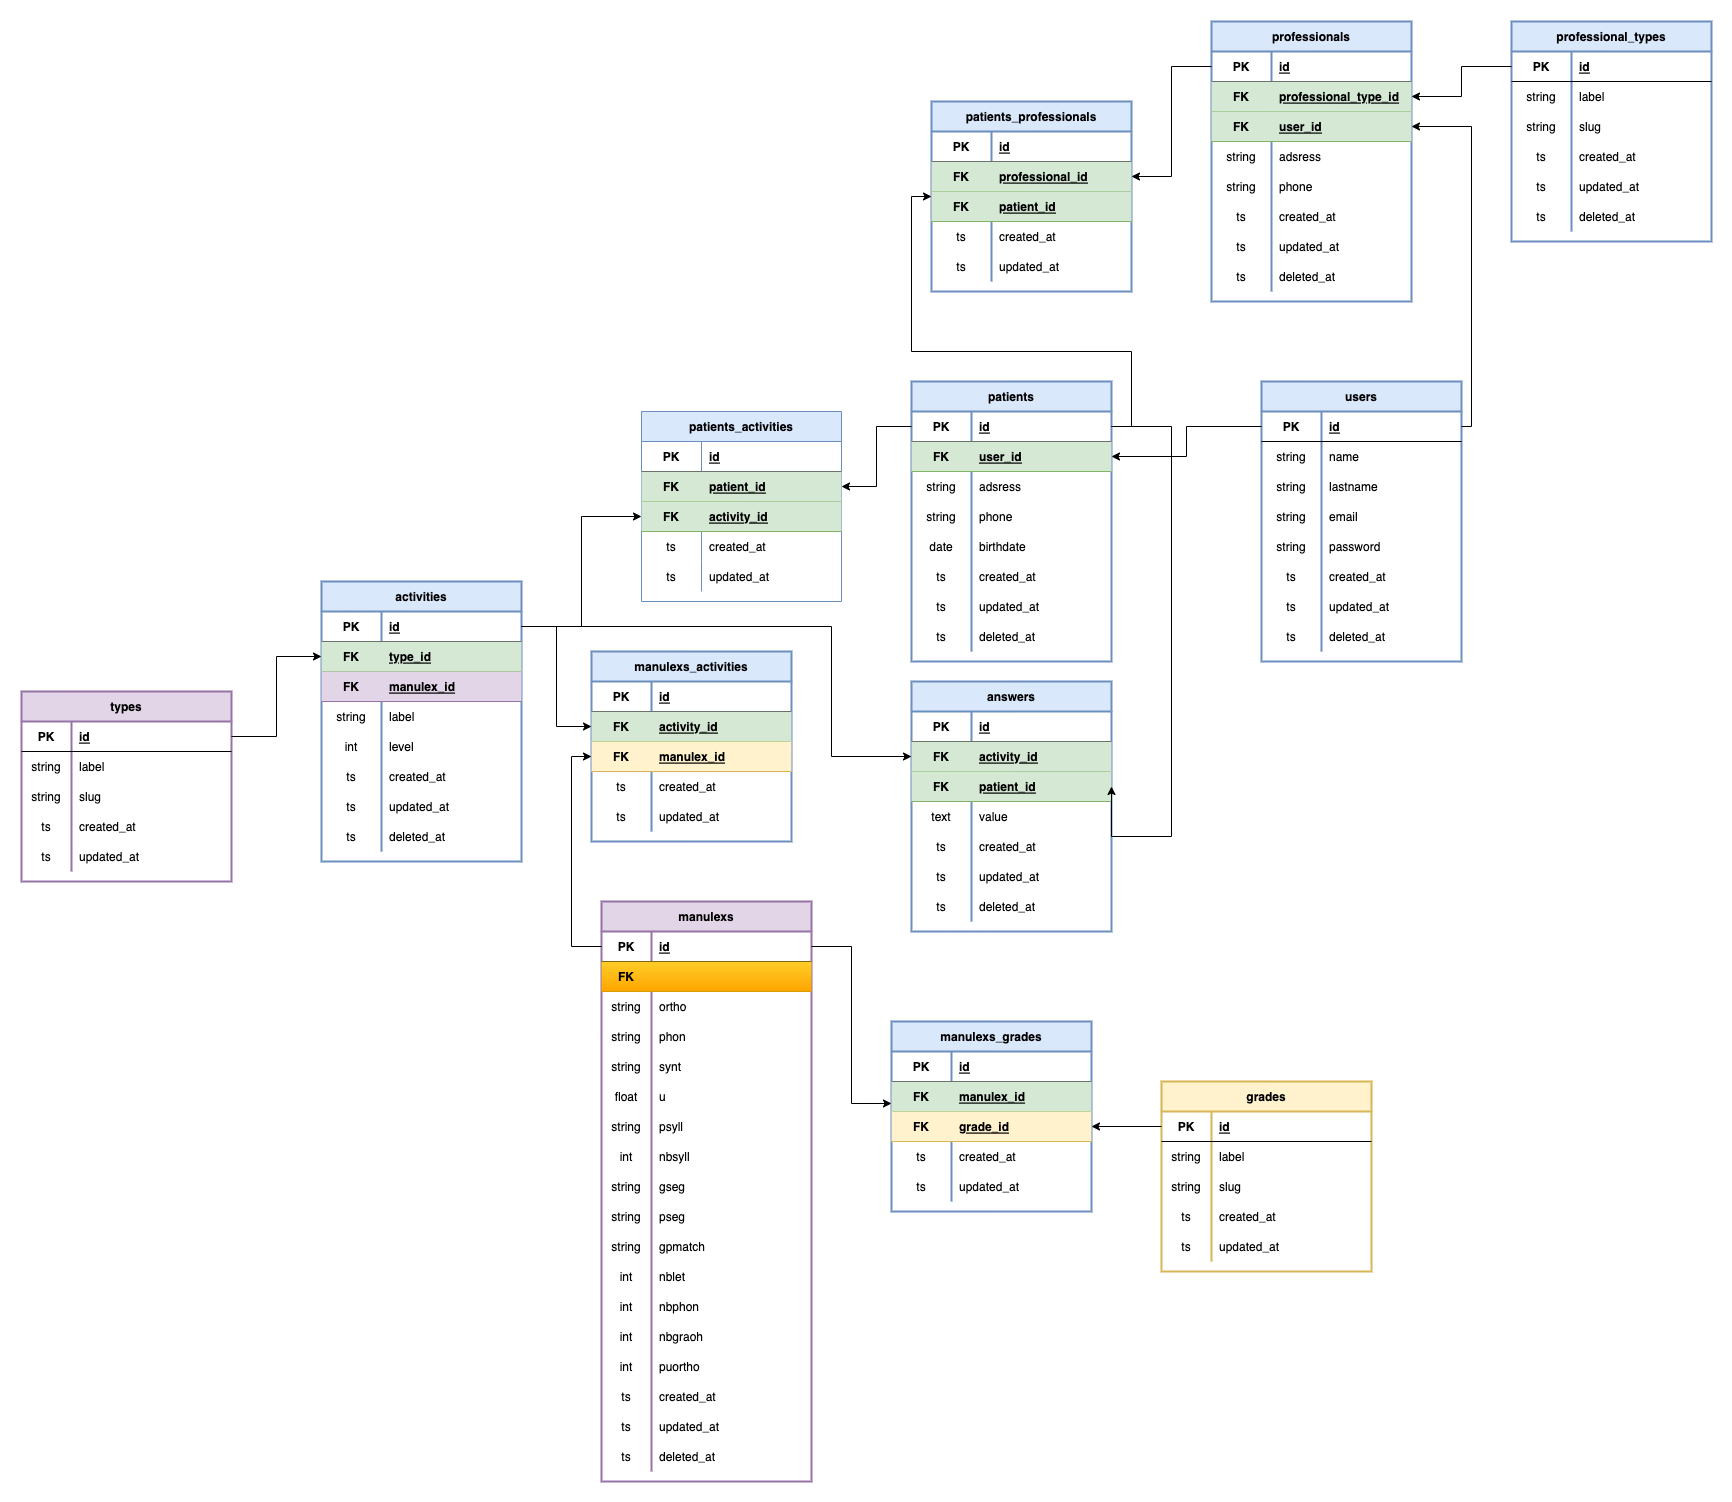 professionals
PK id
FK professional_type_id
FK user_id
string adsress
string phone
ts created_at
ts updated_at
ts deleted_at
professional_types
PK id
string label
string slug
ts created_at
ts updated_at
ts deleted_at
patients_professionals
PK id
FK professional_id
FK patient_id
ts created_at
ts updated_at
patients
PK id
FK user_id
string adsress
string phone
date birthdate
ts created_at
ts updated_at
ts deleted_at
users
PK id
string name
string lastname
string email
string password
ts created_at
ts updated_at
ts deleted_at
patients_activities
PK id
FK patient_id
FK activity_id
ts created_at
ts updated_at
activities
PK id
FK type_id
FK manulex_id
string label
int level
ts created_at
ts updated_at
ts deleted_at
manulexs_activities
PK id
FK activity_id
FK manulex_id
ts created_at
ts updated_at
answers
PK id
FK activity_id
FK patient_id
text value
ts created_at
ts updated_at
ts deleted_at
types
PK id
string label
string slug
ts created_at
ts updated_at
manulexs
PK id
FK
string ortho
string phon
string synt
float u
string psyll
int nbsyll
string gseg
string pseg
string gpmatch
int nblet
int nbphon
int nbgraoh
int puortho
ts created_at
ts updated_at
ts deleted_at
manulexs_grades
PK id
FK manulex_id
FK grade_id
ts created_at
ts updated_at
grades
PK id
string label
string slug
ts created_at
ts updated_at